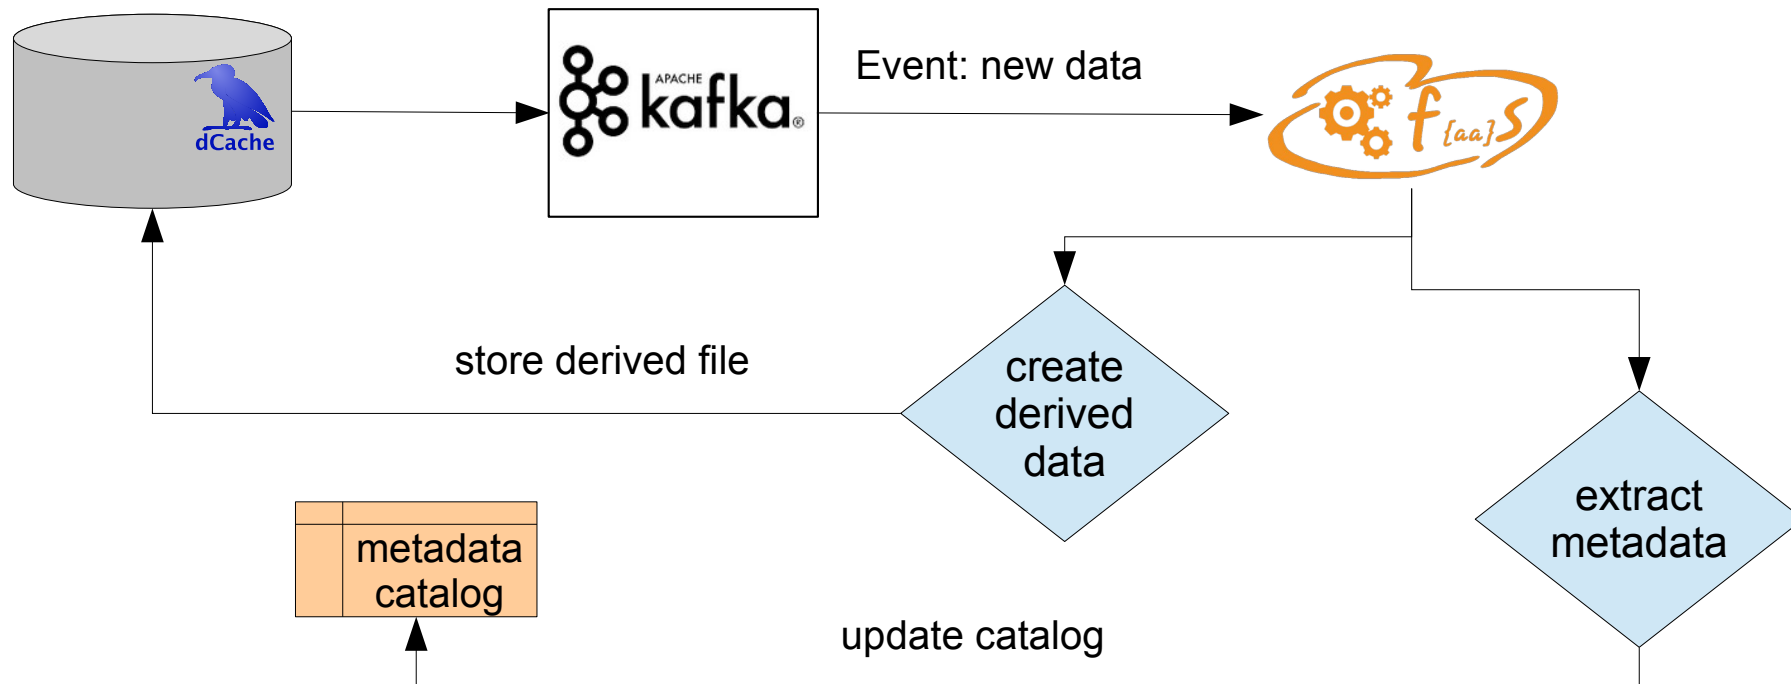 dCache
APACHE
kafka®
Event: new data
f{aa}s
store derived file
create
derived
data
extract
metadata
metadata
catalog
update catalog